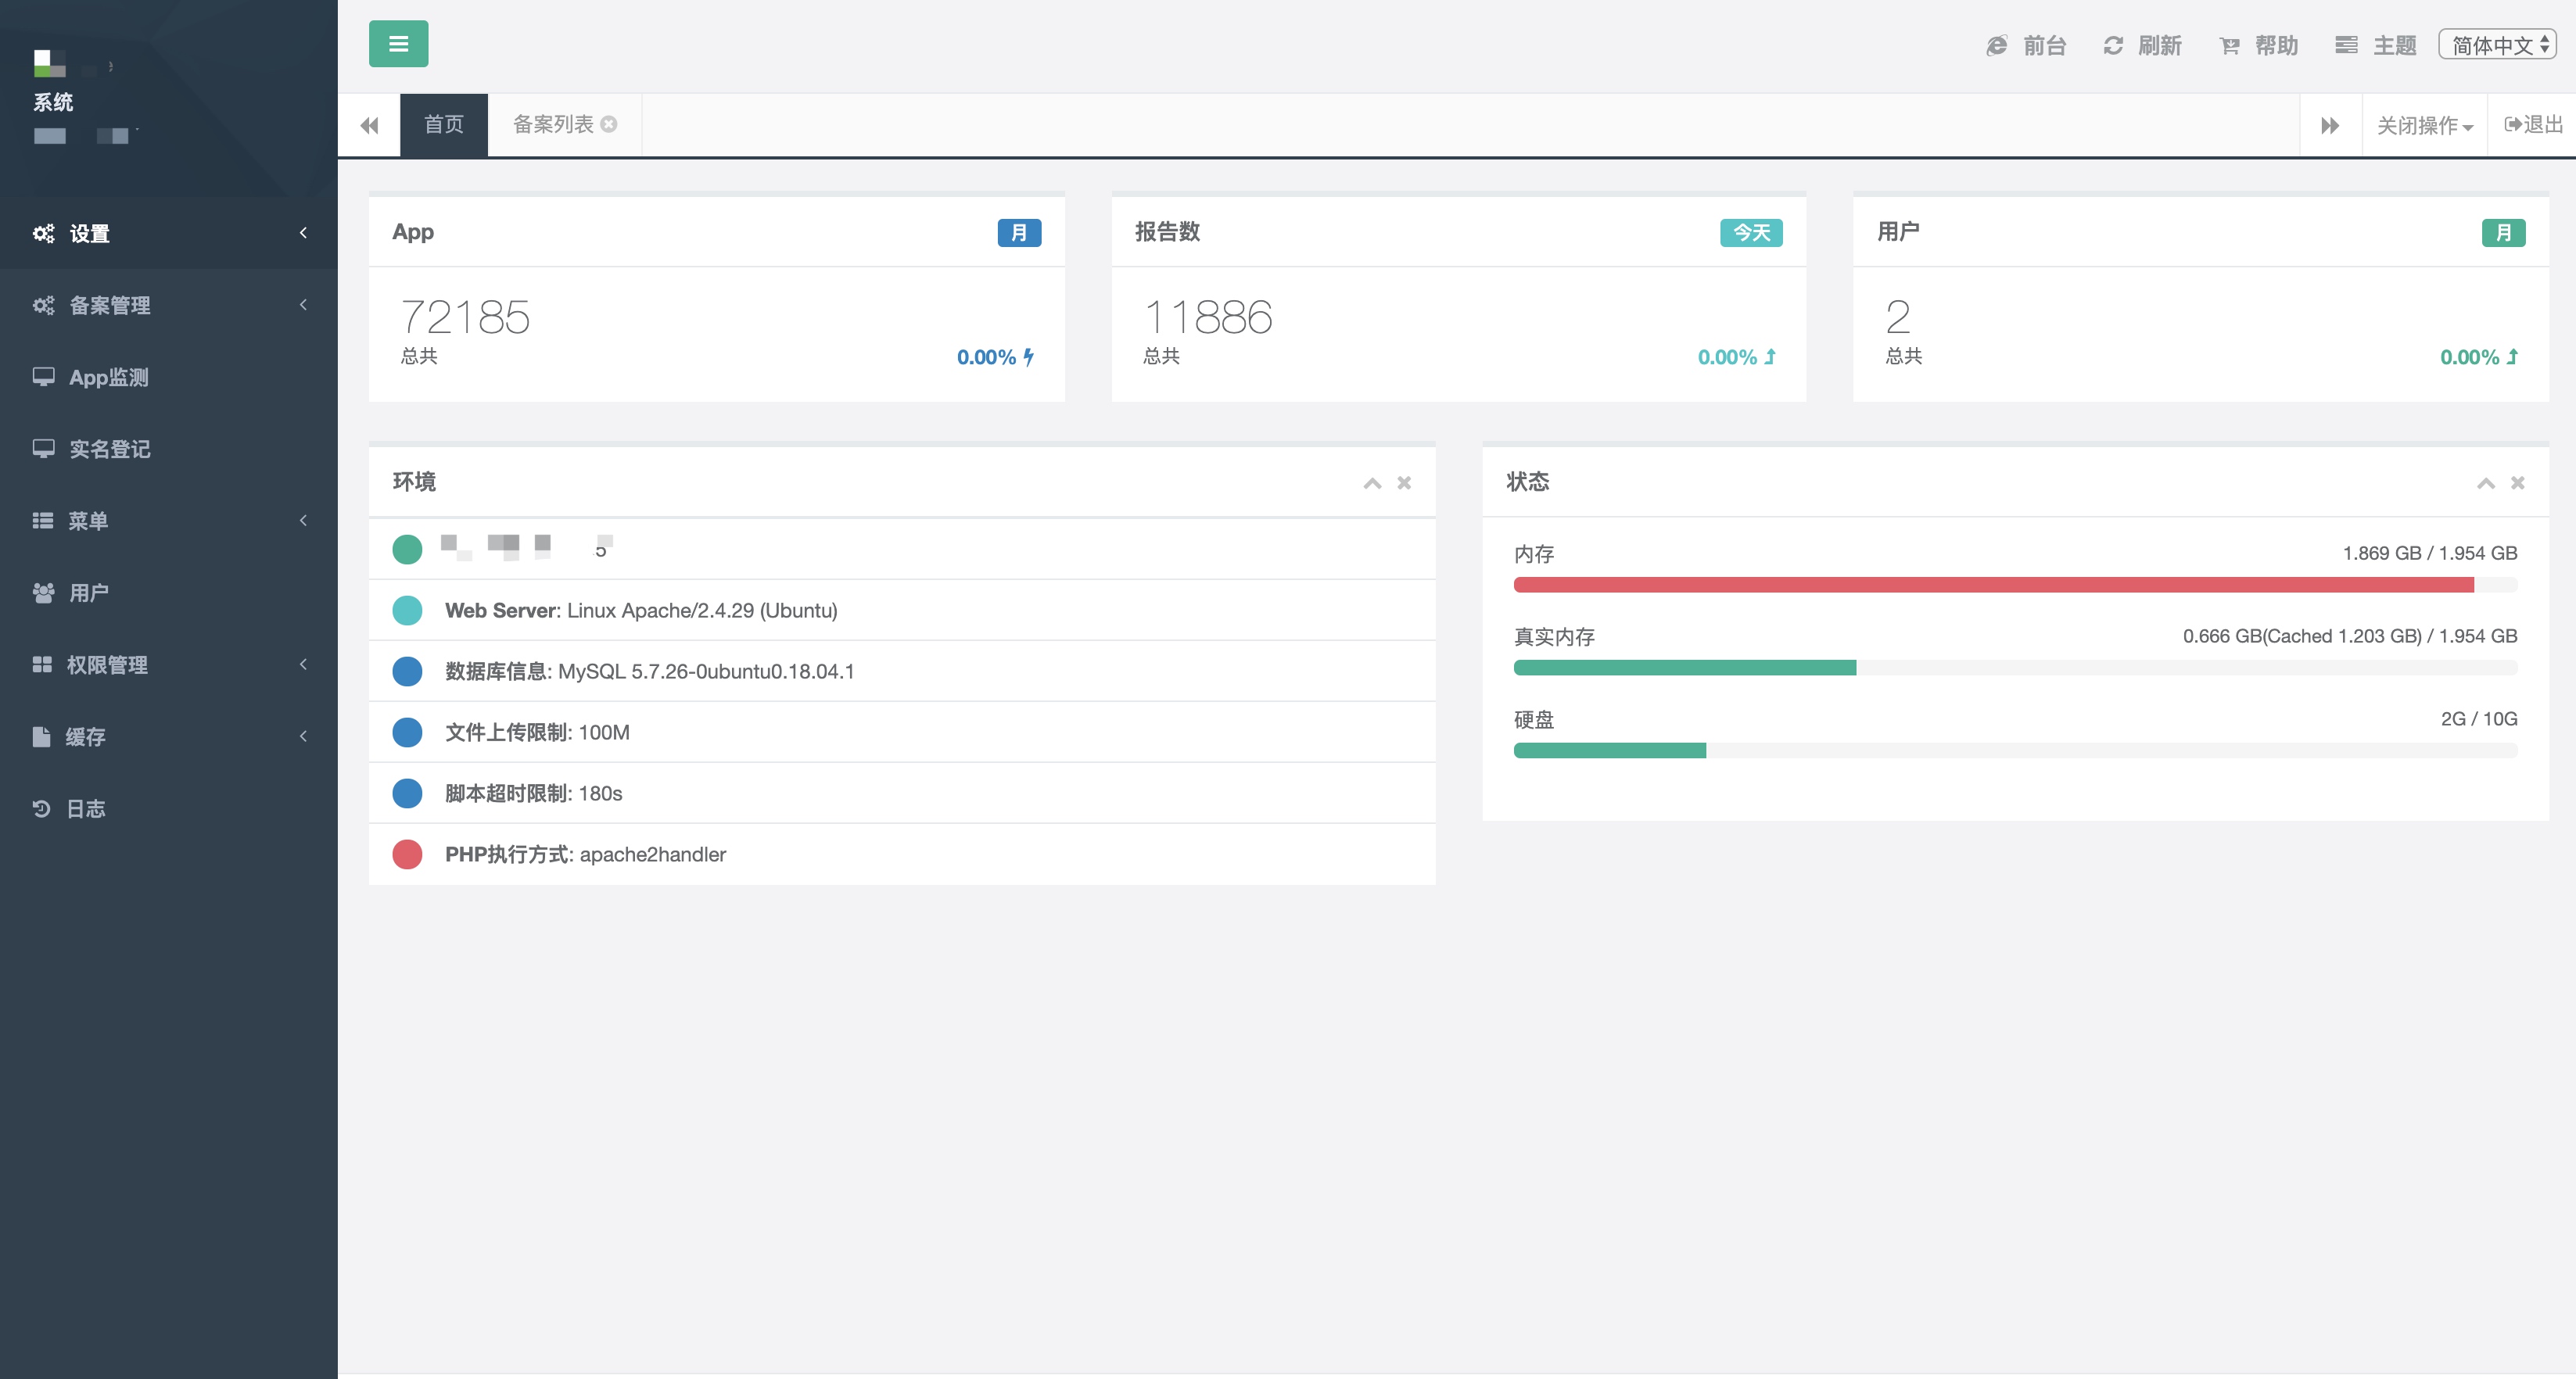 前台
刷新
帮助
主题
简体中文
系统
首页
备案列表
关闭操作
退出
设置
备案管理
App监测
实名登记
菜单
用户
权限管理
缓存
日志
App
月
72185
总共
0.00%
报告数
今天
11886
总共
0.00%
用户
月
2
总共
0.00%
环境
5
Web Server: Linux Apache/2.4.29 (Ubuntu)
数据库信息: MySQL 5.7.26-0ubuntu0.18.04.1
文件上传限制: 100M
脚本超时限制: 180s
PHP执行方式: apache2handler
状态
内存
1.869 GB / 1.954 GB
真实内存
0.666 GB(Cached 1.203 GB) / 1.954 GB
硬盘
2G / 10G